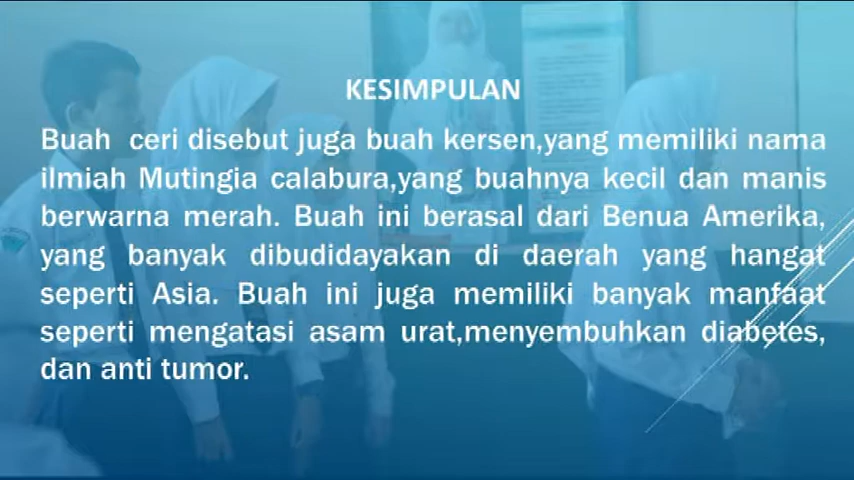 KESIMPULAN
Buah ceri disebut juga buah kersen,yang memiliki nama
ilmiah Mutingia calabura,yang buahnya kecil dan manis
berwarna merah. Buah ini berasal dari Benua Amerika,
yang banyak dibudidayakan di daerah yang hangat
seperti Asia. Buah ini juga memiliki banyak manfaat
seperti mengatasi asam urat,menyembuhkan diabetes,
dan anti tumor.